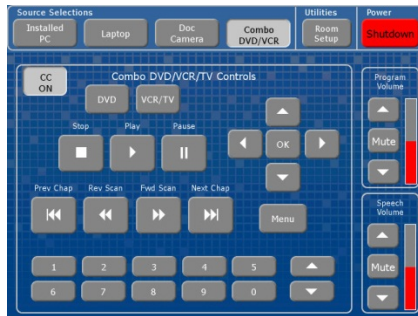 Source Selections
Utilities
Power
Installed
PC
Laptop
Doc
Camera
Combo
DVD/VCR
Room
Setup
Shutdown
CC
ON
Combo DVD/VCR/TV Controls
DVD
VCR/TV
Stop
Play
Pause
OK
Prev Chap
Rev Scan
Fwd Scan
Next Chap
Menu
1
2
3
4
5
6
7
8
9
0
Program
Volume
Mute
Speech
Volume
Mute